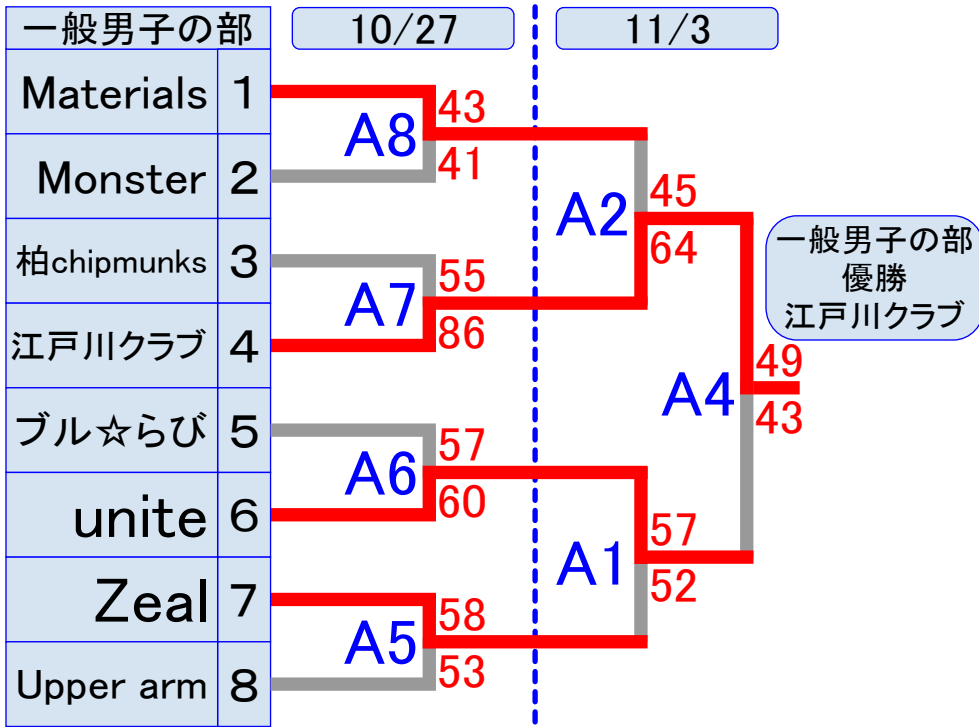 一般男子の部
10/27
11/3
Materials 1
Monster 2
柏chipmunks 3
江戸川クラブ 4
ブル☆らび 5
unite 6
Zeal 7
Upper arm 8
A8
43
41
A7
55
86
A6
57
60
A5
58
53
A2
45
64
A1
57
52
A4
49
43
一般男子の部
優勝
江戸川クラブ